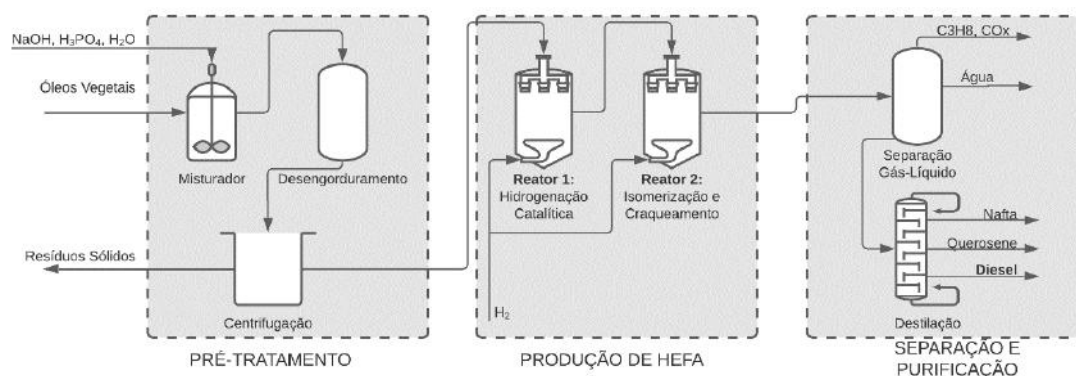 NaOH, H₃PO₄, H₂O
Óleos Vegetais
Misturador
Desengorduramento
Resíduos Sólidos
Centrifugação
PRÉ-TRATAMENTO
Reator 1:
Hidrogenação
Catalítica
Reator 2:
Isomerização e
Craqueamento
H₂
PRODUÇÃO DE HEFA
C3H8, COx
Água
Separação
Gás-Líquido
Nafta
Querosene
Diesel
Destilação
SEPARAÇÃO E
PURIFICAÇÃO